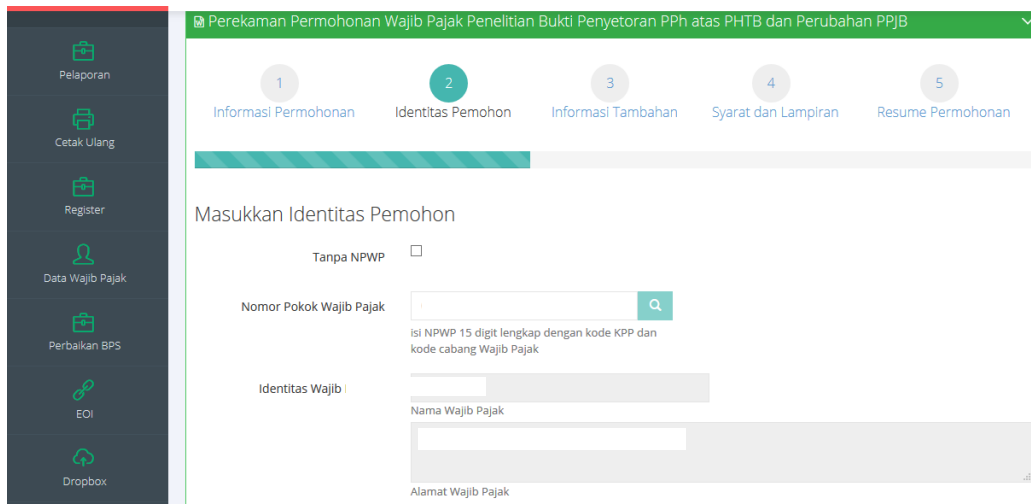 Perekaman Permohonan Wajib Pajak Penelitian Bukti Penyetoran PPh atas PHTB dan Perubahan PPJB
Pelaporan
Cetak Ulang
Register
Data Wajib Pajak
Perbaikan BPS
EOI
Dropbox
1
Informasi Permohonan
2
Identitas Pemohon
3
Informasi Tambahan
4
Syarat dan Lampiran
5
Resume Permohonan
Masukkan Identitas Pemohon
Tanpa NPWP
Nomor Pokok Wajib Pajak
isi NPWP 15 digit lengkap dengan kode KPP dan
kode cabang Wajib Pajak
Identitas Wajib
Nama Wajib Pajak
Alamat Wajib Pajak